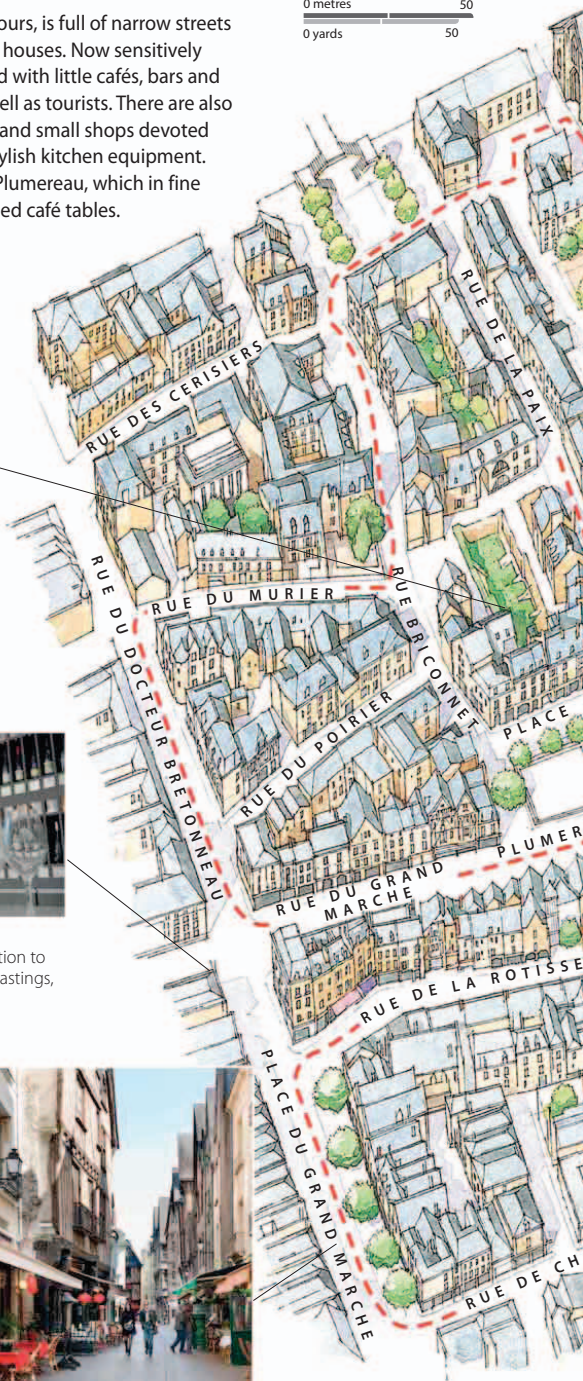 ours, is full of narrow streets
houses. Now sensitively
d with little cafés, bars and
ell as tourists. There are also
and small shops devoted
ylish kitchen equipment.
Plumereau, which in fine
ed café tables.
0 metres 50
0 yards 50
RUE DES CERISIERS
RUE DE LA PAIX
RUE DU MURIER
RUE DU DOCTEUR BRETONNEAU
RUE BRICONNET
RUE DU POIRIER
PLACE
PLUMER
RUE DU GRAND
MARCHE
tion to
astings,
RUE DE LA ROTISSE
PLACE DU GRAND MARCHE
RUE DE CH